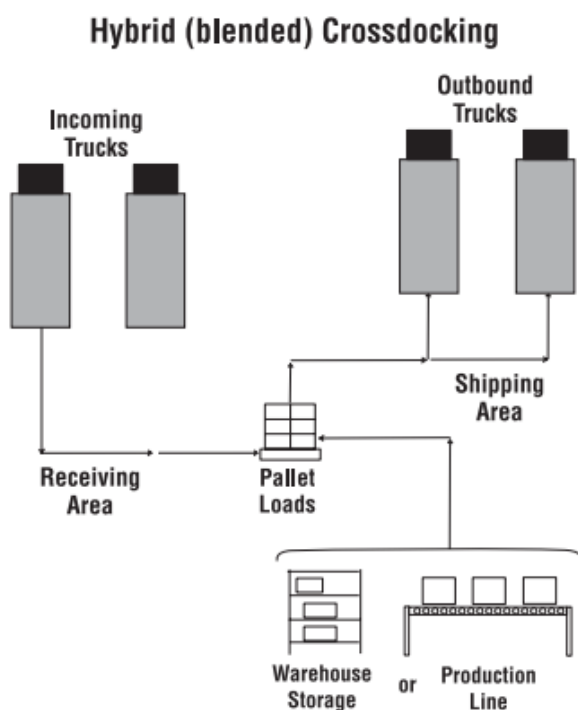 Hybrid (blended) Crossdocking
Incoming
Trucks
Outbound
Trucks
Shipping
Area
Receiving
Area
Pallet
Loads
Warehouse
Storage
or
Production
Line